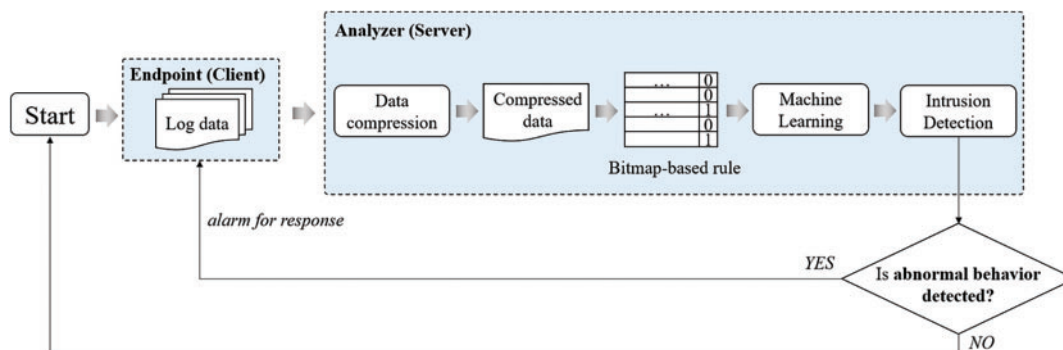 Analyzer (Server)
Endpoint (Client)
Start
Log data
Data
compression
Compressed
data
...
0
0
...
1
0
1
Bitmap-based rule
Machine
Learning
Intrusion
Detection
alarm for response
YES
Is abnormal behavior
detected?
NO